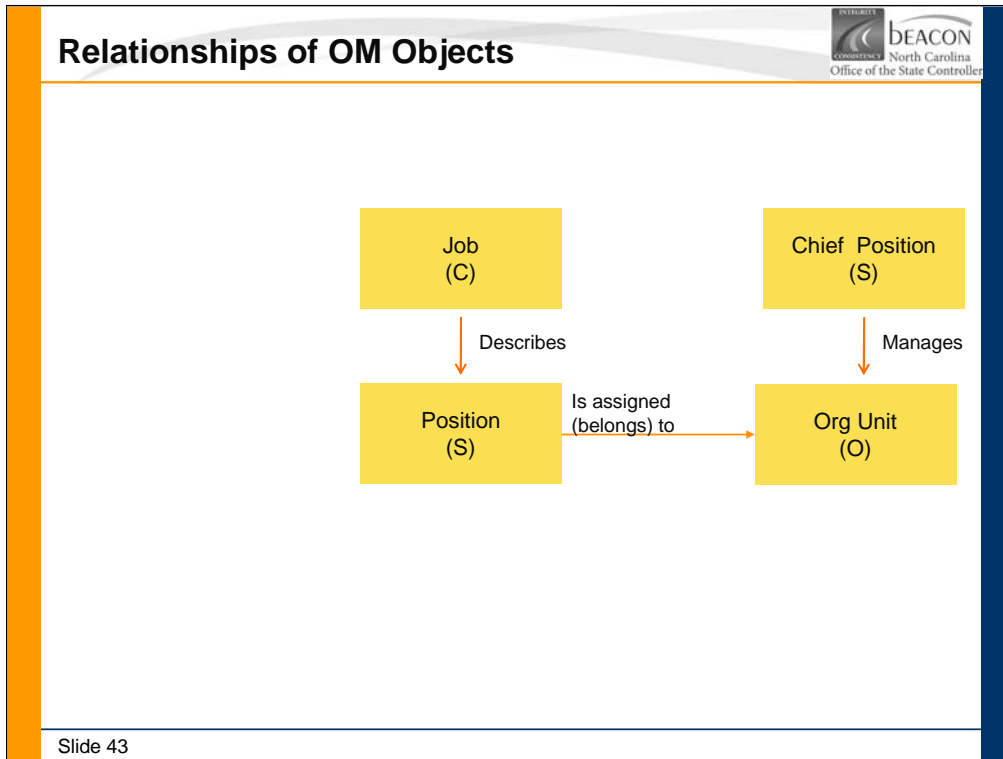 Relationships of OM Objects
INTEGRITY
CONSISTENCY
bEACON
North Carolina
Office of the State Controller
Job
(C)
Chief Position
(S)
Describes
Manages
Position
(S)
Is assigned
(belongs) to
Org Unit
(O)
Slide 43